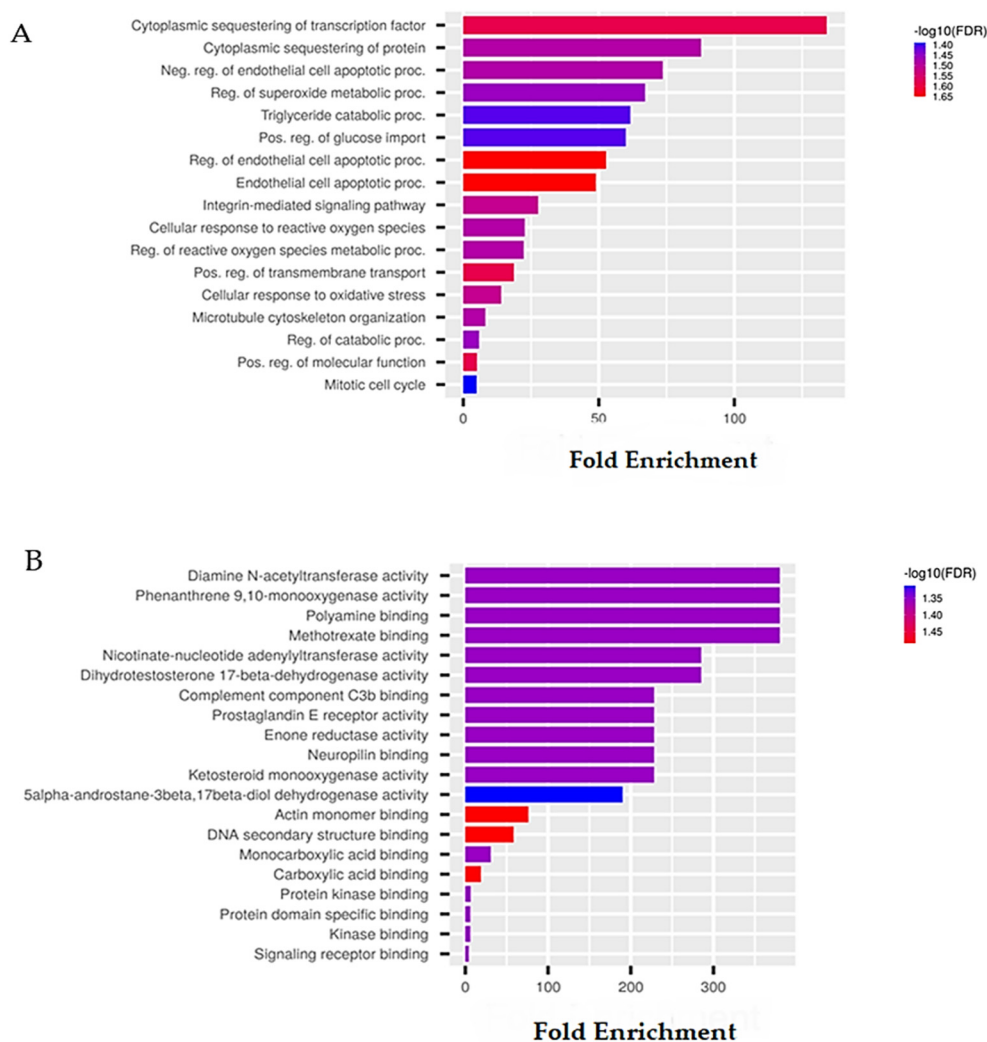 A
Cytoplasmic sequestering of transcription factor
Cytoplasmic sequestering of protein
Neg. reg. of endothelial cell apoptotic proc.
Reg. of superoxide metabolic proc.
Triglyceride catabolic proc.
Pos. reg. of glucose import
Reg. of endothelial cell apoptotic proc.
Endothelial cell apoptotic proc.
Integrin-mediated signaling pathway
Cellular response to reactive oxygen species
Reg. of reactive oxygen species metabolic proc.
Pos. reg. of transmembrane transport
Cellular response to oxidative stress
Microtubule cytoskeleton organization
Reg. of catabolic proc.
Pos. reg. of molecular function
Mitotic cell cycle
0 50 100
Fold Enrichment
-log10(FDR)
1.40
1.45
1.50
1.55
1.60
1.65
B
Diamine N-acetyltransferase activity
Phenanthrene 9,10-monooxygenase activity
Polyamine binding
Methotrexate binding
Nicotinate-nucleotide adenylyltransferase activity
Dihydrotestosterone 17-beta-dehydrogenase activity
Complement component C3b binding
Prostaglandin E receptor activity
Enone reductase activity
Neuropilin binding
Ketosteroid monooxygenase activity
5alpha-androstane-3beta,17beta-diol dehydrogenase activity
Actin monomer binding
DNA secondary structure binding
Monocarboxylic acid binding
Carboxylic acid binding
Protein kinase binding
Protein domain specific binding
Kinase binding
Signaling receptor binding
0 100 200 300
Fold Enrichment
-log10(FDR)
1.35
1.40
1.45